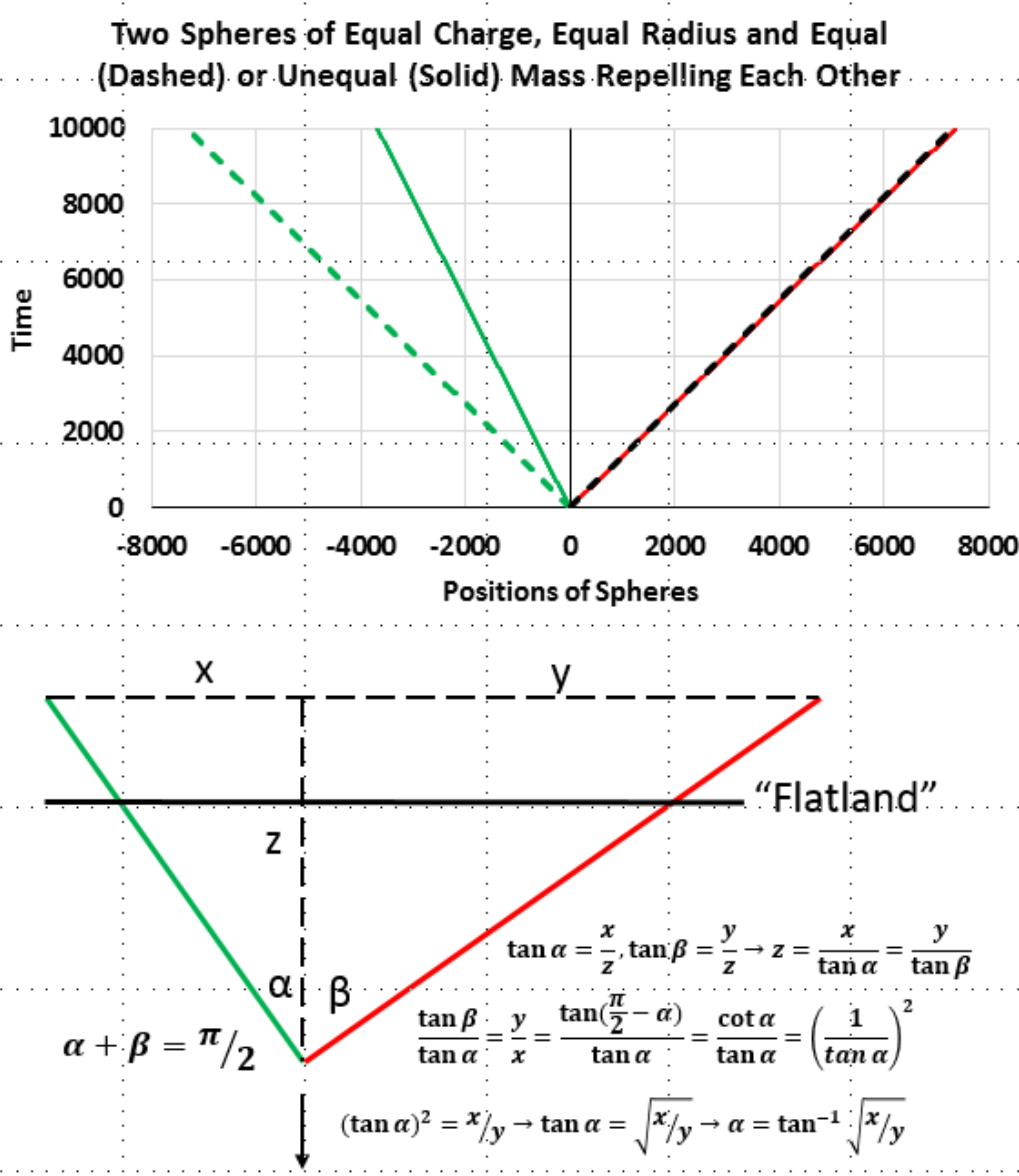 Two Spheres of Equal Charge, Equal Radius and Equal
(Dashed) or Unequal (Solid) Mass Repelling Each Other
10000
8000
6000
4000
2000
0
Time
-8000 -6000 -4000 -2000 0 2000 4000 6000 8000
Positions of Spheres
x y
"Flatland"
z
tan α = x/z, tan β = y/z → z = x/tan α = y/tan β
α β
tan β/tan α = y/x = tan(π/2 − α)/tan α = cot α/tan α = (1/tan α)²
α + β = π/2
(tan α)² = x/y → tan α = √(x/y) → α = tan⁻¹ √(x/y)